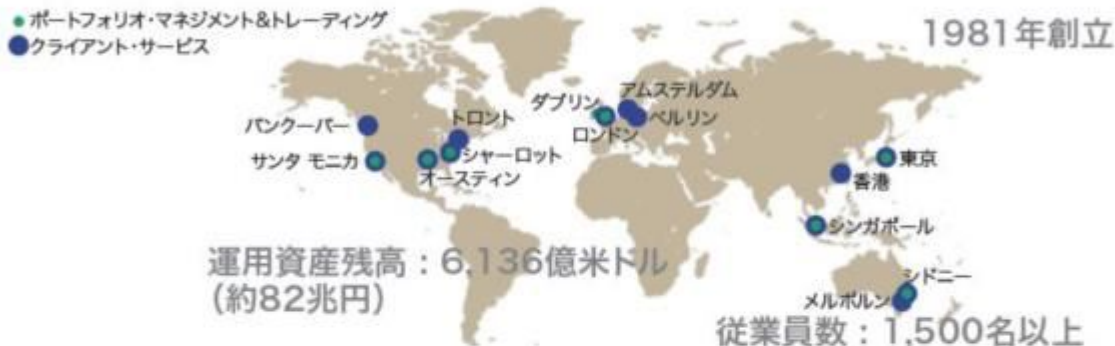 ポートフォリオ・マネジメント&トレーディング
クライアント・サービス
1981年創立
アムステルダム
ダブリン
ベルリン
ロンドン
バンクーバー
トロント
サンタ モニカ
シャーロット
オースティン
東京
香港
シンガポール
運用資産残高:6,136億米ドル
(約82兆円)
シドニー
メルボルン
従業員数:1,500名以上